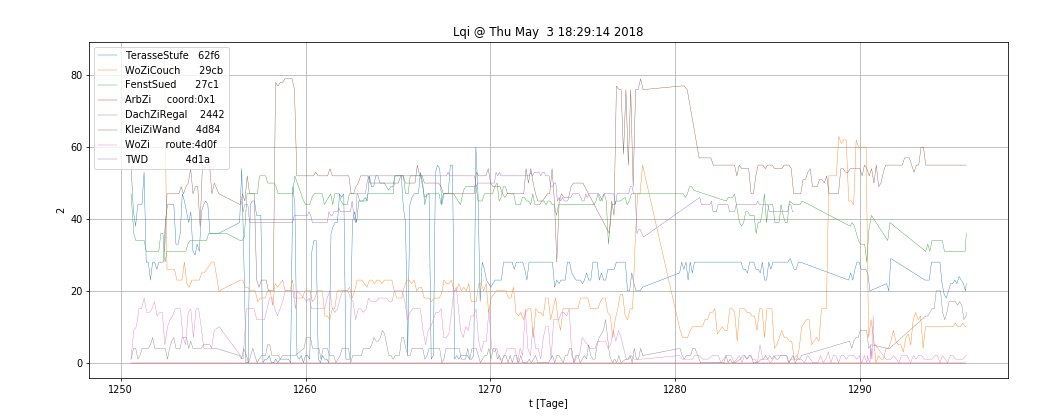 Lqi @ Thu May  3 18:29:14 2018
TerasseStufe   62f6
WoZiCouch      29cb
FenstSued      27c1
ArbZi     coord:0x1
DachZiRegal   2442
KleiZiWand     4d84
WoZi     route:4d0f
TWD            4d1a
80
60
40
20
0
2
1250 1260 1270 1280 1290
t [Tage]